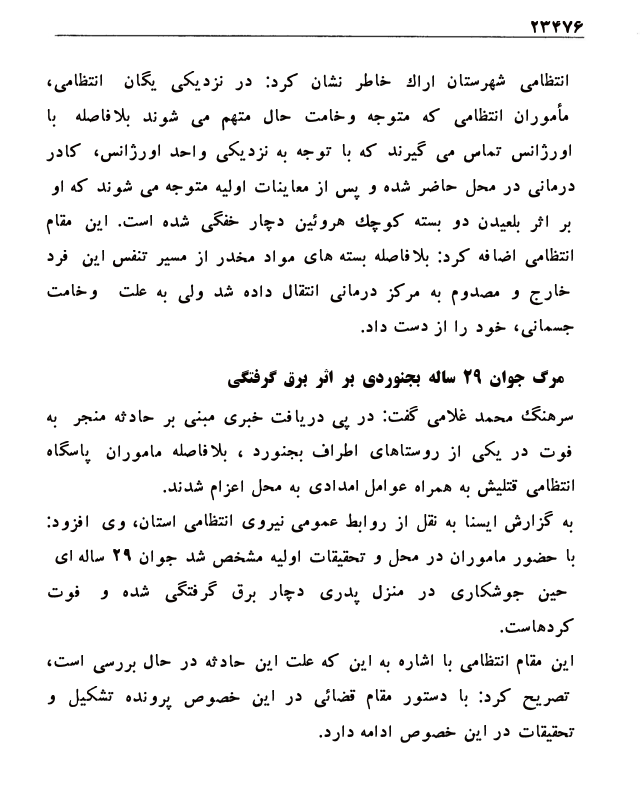 ۲۳۴۷۶
انتظامی شهرستان اراك خاطر نشان کرد: در نزدیکی یگان انتظامی،
مأموران انتظامی که متوجه وخامت حال متهم می شوند بلافاصله با
اورژانس تماس می گیرند که با توجه به نزدیکی واحد اورژانس، کادر
درمانی در محل حاضر شده و پس از معاینات اولیه متوجه می شوند که او
بر اثر بلعیدن دو بسته کوچك هروئین دچار خفگی شده است. این مقام
انتظامی اضافه کرد: بلافاصله بسته های مواد مخدر از مسیر تنفس این فرد
خارج و مصدوم به مرکز درمانی انتقال داده شد ولی به علت وخامت
جسمانی، خود را از دست داد.
مرگ جوان ۲۹ ساله بجنوردی بر اثر برق گرفتگی
سرهنگ محمد غلامی گفت: در پی دریافت خبری مبنی بر حادثه منجر به
فوت در یکی از روستاهای اطراف بجنورد ، بلافاصله ماموران پاسگاه
انتظامی قتلیش به همراه عوامل امدادی به محل اعزام شدند.
به گزارش ایسنا به نقل از روابط عمومی نیروی انتظامی استان، وی افزود:
با حضور ماموران در محل و تحقیقات اولیه مشخص شد جوان ۲۹ ساله ای
حین جوشکاری در منزل پدری دچار برق گرفتگی شده و فوت
کردهاست.
این مقام انتظامی با اشاره به این که علت این حادثه در حال بررسی است،
تصریح کرد: با دستور مقام قضائی در این خصوص پرونده تشکیل و
تحقیقات در این خصوص ادامه دارد.